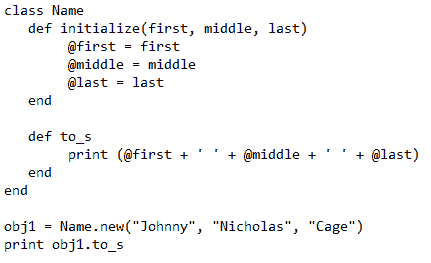 class Name
   def initialize(first, middle, last)
        @first = first
        @middle = middle
        @last = last
   end

   def to_s
        print (@first + ' ' + @middle + ' ' + @last)
   end
end

obj1 = Name.new("Johnny", "Nicholas", "Cage")
print obj1.to_s